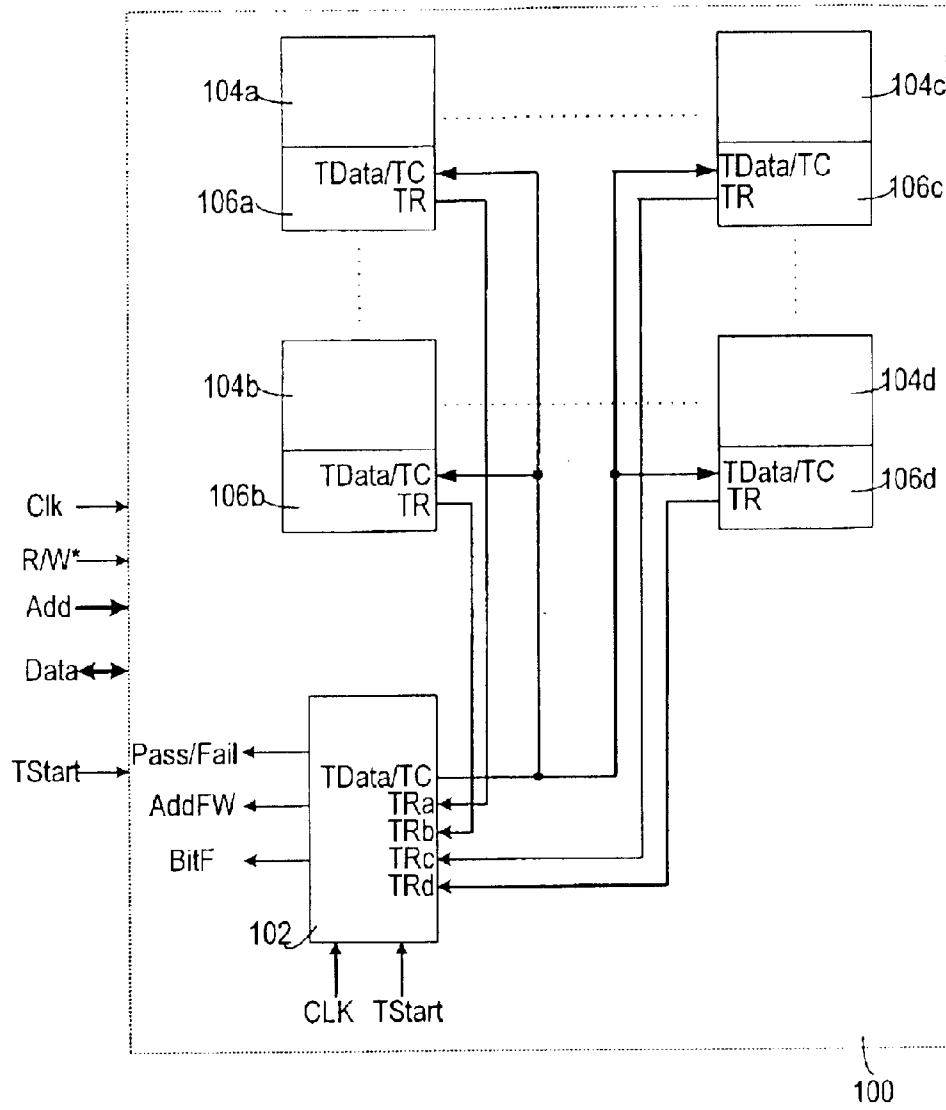 104a
104c
TData/TC
TR
106a
TData/TC
TR
106c
104b
104d
TData/TC
TR
106b
TData/TC
TR
106d
Clk
R/W*
Add
Data
TStart
Pass/Fail
AddFW
BitF
TData/TC
TRa
TRb
TRc
TRd
102
CLK
TStart
100